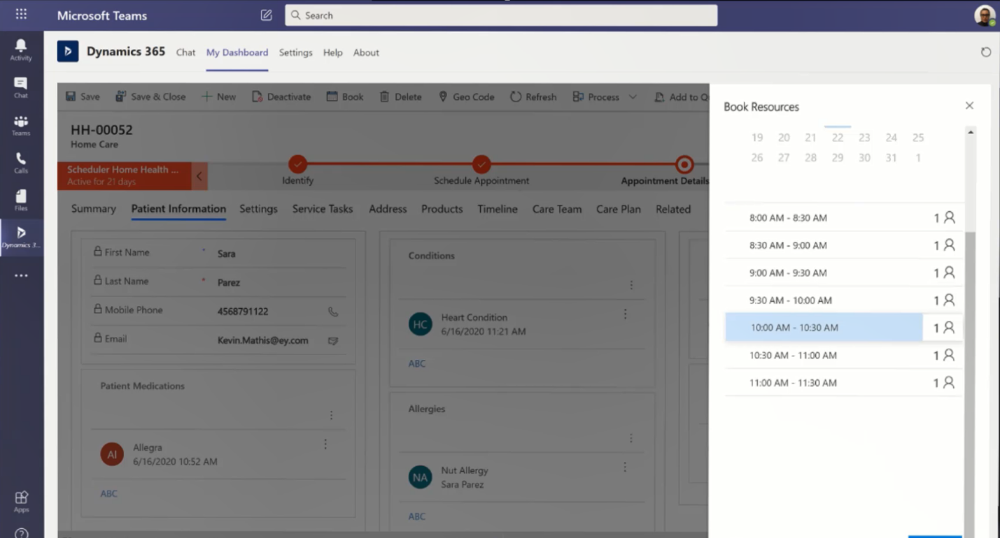 Microsoft Teams
Search
Activity
Chat
Teams
Calls
Files
Dynamics 3...
Apps
Dynamics 365 Chat My Dashboard Settings Help About
Save Save & Close New Deactivate Book Delete Geo Code Refresh Process Add to Q
HH-00052
Home Care
Scheduler Home Health ...
Active for 21 days
Identify
Schedule Appointment
Appointment Details
Summary Patient Information Settings Service Tasks Address Products Timeline Care Team Care Plan Related
First Name * Sara
Last Name * Parez
Mobile Phone 4568791122
Email Kevin.Mathis@ey.com
Patient Medications
AI
Allegra
6/16/2020 10:52 AM
ABC
Conditions
HC
Heart Condition
6/16/2020 11:21 AM
ABC
Allergies
NA
Nut Allergy
Sara Parez
ABC
Book Resources
19 20 21 22 23 24 25
26 27 28 29 30 31 1
8:00 AM - 8:30 AM 1
8:30 AM - 9:00 AM 1
9:00 AM - 9:30 AM 1
9:30 AM - 10:00 AM 1
10:00 AM - 10:30 AM 1
10:30 AM - 11:00 AM 1
11:00 AM - 11:30 AM 1